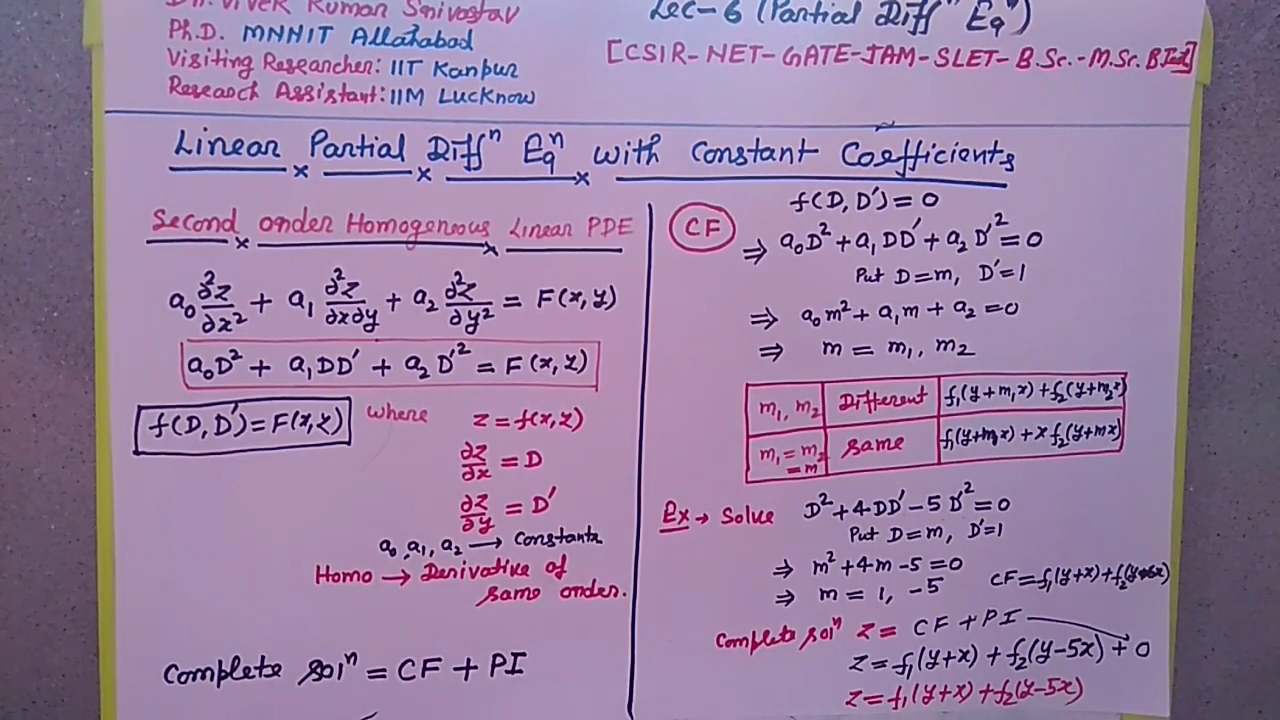 Dr. Vivek Kumar Srivastav
Ph.D. MNNIT Allahabad
Visiting Researcher: IIT Kanpur
Reseaoch Assistant: IIM Lucknow
Lec-6 (Partial Diffⁿ Eqⁿ)
[CSIR-NET-GATE-JAM-SLET-B.Sc.-M.Sc. B.Tech]
Linear Partial Diffⁿ Eqⁿ with Constant Coefficients
Second order Homogeneous Linear PDE
a₀ ∂²z/∂x² + a₁ ∂²z/∂x∂y + a₂ ∂²z/∂y² = F(x,y)
a₀D² + a₁DD' + a₂D'² = F(x,z)
f(D,D') = F(x,z) where z = f(x,z)
∂z/∂x = D
∂z/∂y = D'
a₀, a₁, a₂ → Constants
Homo → Derivative of
same order.
Complete solⁿ = CF + PI
f(D,D') = 0
CF ⇒ a₀D² + a₁DD' + a₂D'² = 0
Put D=m, D'=1
⇒ a₀m² + a₁m + a₂ = 0
⇒ m = m₁, m₂
m₁, m₂ Different f₁(y+m₁x)+f₂(y+m₂x)
m₁=m₂=m same f₁(y+mx)+x f₂(y+mx)
Ex → Solve D²+4DD'-5D'²=0
Put D=m, D'=1
⇒ m²+4m-5=0
⇒ m = 1, -5
CF=f₁(y+x)+f₂(y-5x)
Complete solⁿ z = CF + PI
z = f₁(y+x) + f₂(y-5x) + 0
z = f₁(y+x) + f₂(y-5x)